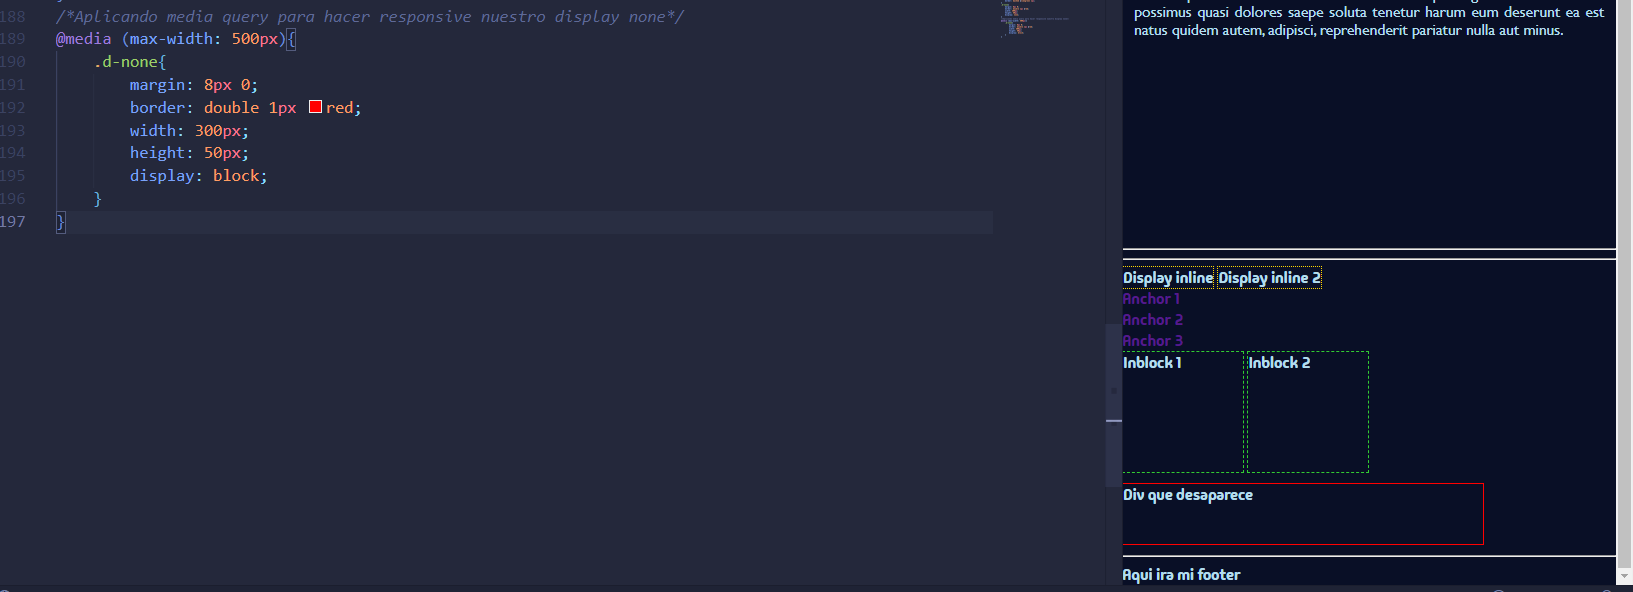 188 /*Aplicando media query para hacer responsive nuestro display none*/
189 @media (max-width: 500px){
190 .d-none{
191 margin: 8px 0;
192 border: double 1px red;
193 width: 300px;
194 height: 50px;
195 display: block;
196 }
197 }
possimus quasi dolores saepe soluta tenetur harum eum deserunt ea est
natus quidem autem, adipisci, reprehenderit pariatur nulla aut minus.
Display inline Display inline 2
Anchor 1
Anchor 2
Anchor 3
Inblock 1 Inblock 2
Div que desaparece
Aqui ira mi footer